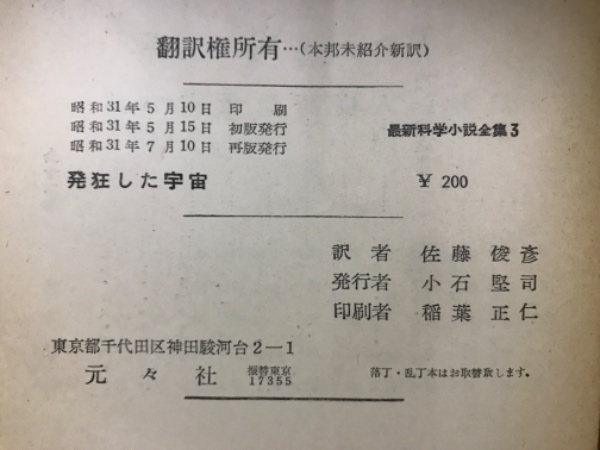 翻訳権所有…(本邦未紹介新訳)
昭和31年5月10日 印刷
昭和31年5月15日 初版発行
昭和31年7月10日 再版発行
最新科学小説全集3
発狂した宇宙 ¥ 200
訳者 佐藤俊彦
発行者 小石堅司
印刷者 稲葉正仁
東京都千代田区神田駿河台2―1
元々社 振替東京17355
落丁・乱丁本はお取替致します。